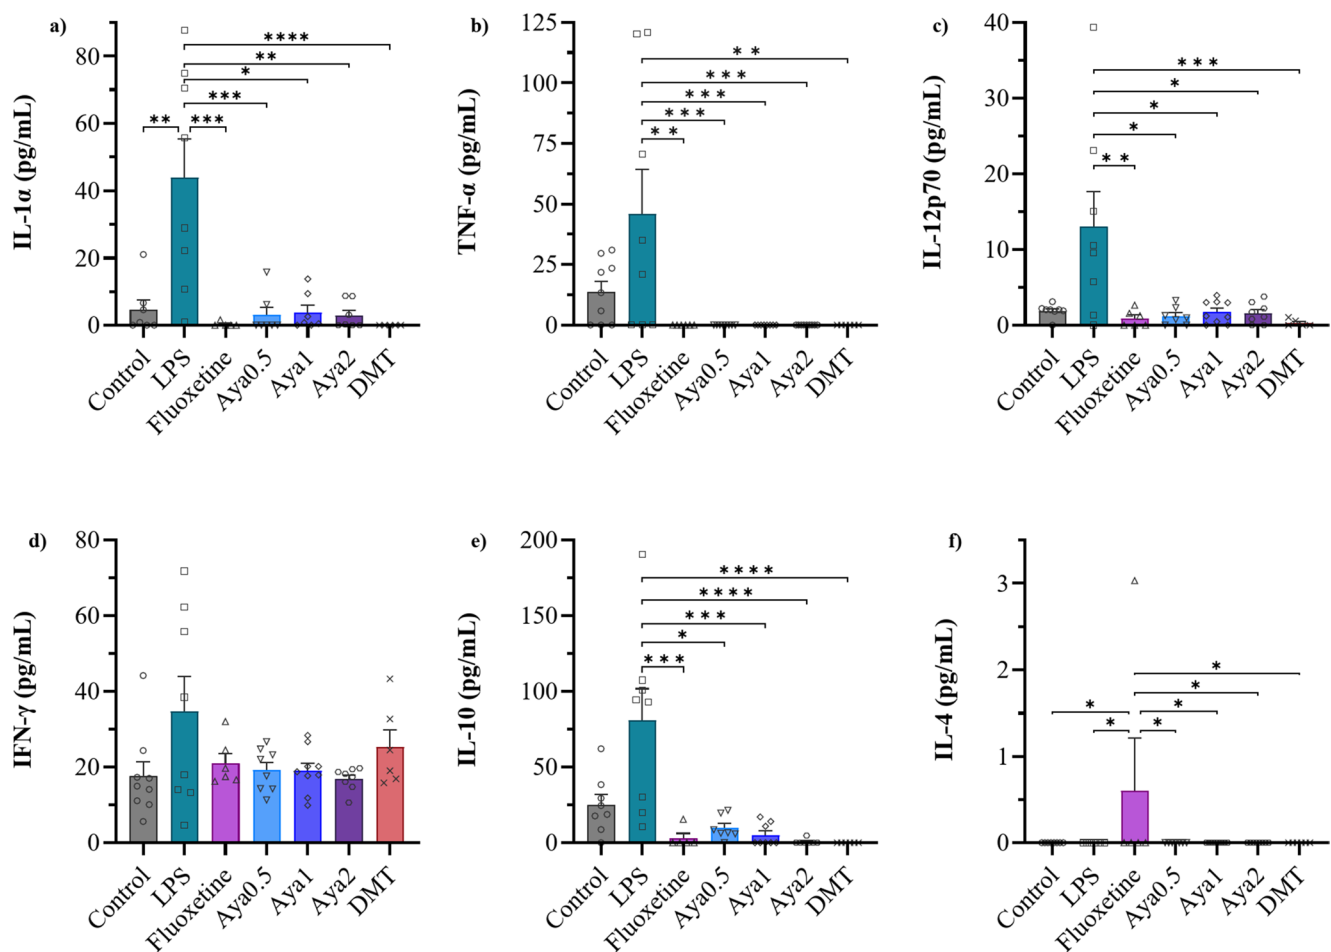 a)
IL-1α (pg/mL)
80
60
40
20
0
****
**
*
***
** ***
Control
LPS
Fluoxetine
Aya0.5
Aya1
Aya2
DMT
b)
TNF-α (pg/mL)
125
100
75
50
25
0
* *
* * *
* * *
* * *
* *
Control
LPS
Fluoxetine
Aya0.5
Aya1
Aya2
DMT
c)
IL-12p70 (pg/mL)
40
30
20
10
0
* * *
*
*
*
* *
Control
LPS
Fluoxetine
Aya0.5
Aya1
Aya2
DMT
d)
IFN-γ (pg/mL)
80
60
40
20
0
Control
LPS
Fluoxetine
Aya0.5
Aya1
Aya2
DMT
e)
IL-10 (pg/mL)
200
150
100
50
0
* * * *
* * * *
* * *
*
* * *
Control
LPS
Fluoxetine
Aya0.5
Aya1
Aya2
DMT
f)
IL-4 (pg/mL)
3
2
1
0
*
*
* *
* *
Control
LPS
Fluoxetine
Aya0.5
Aya1
Aya2
DMT